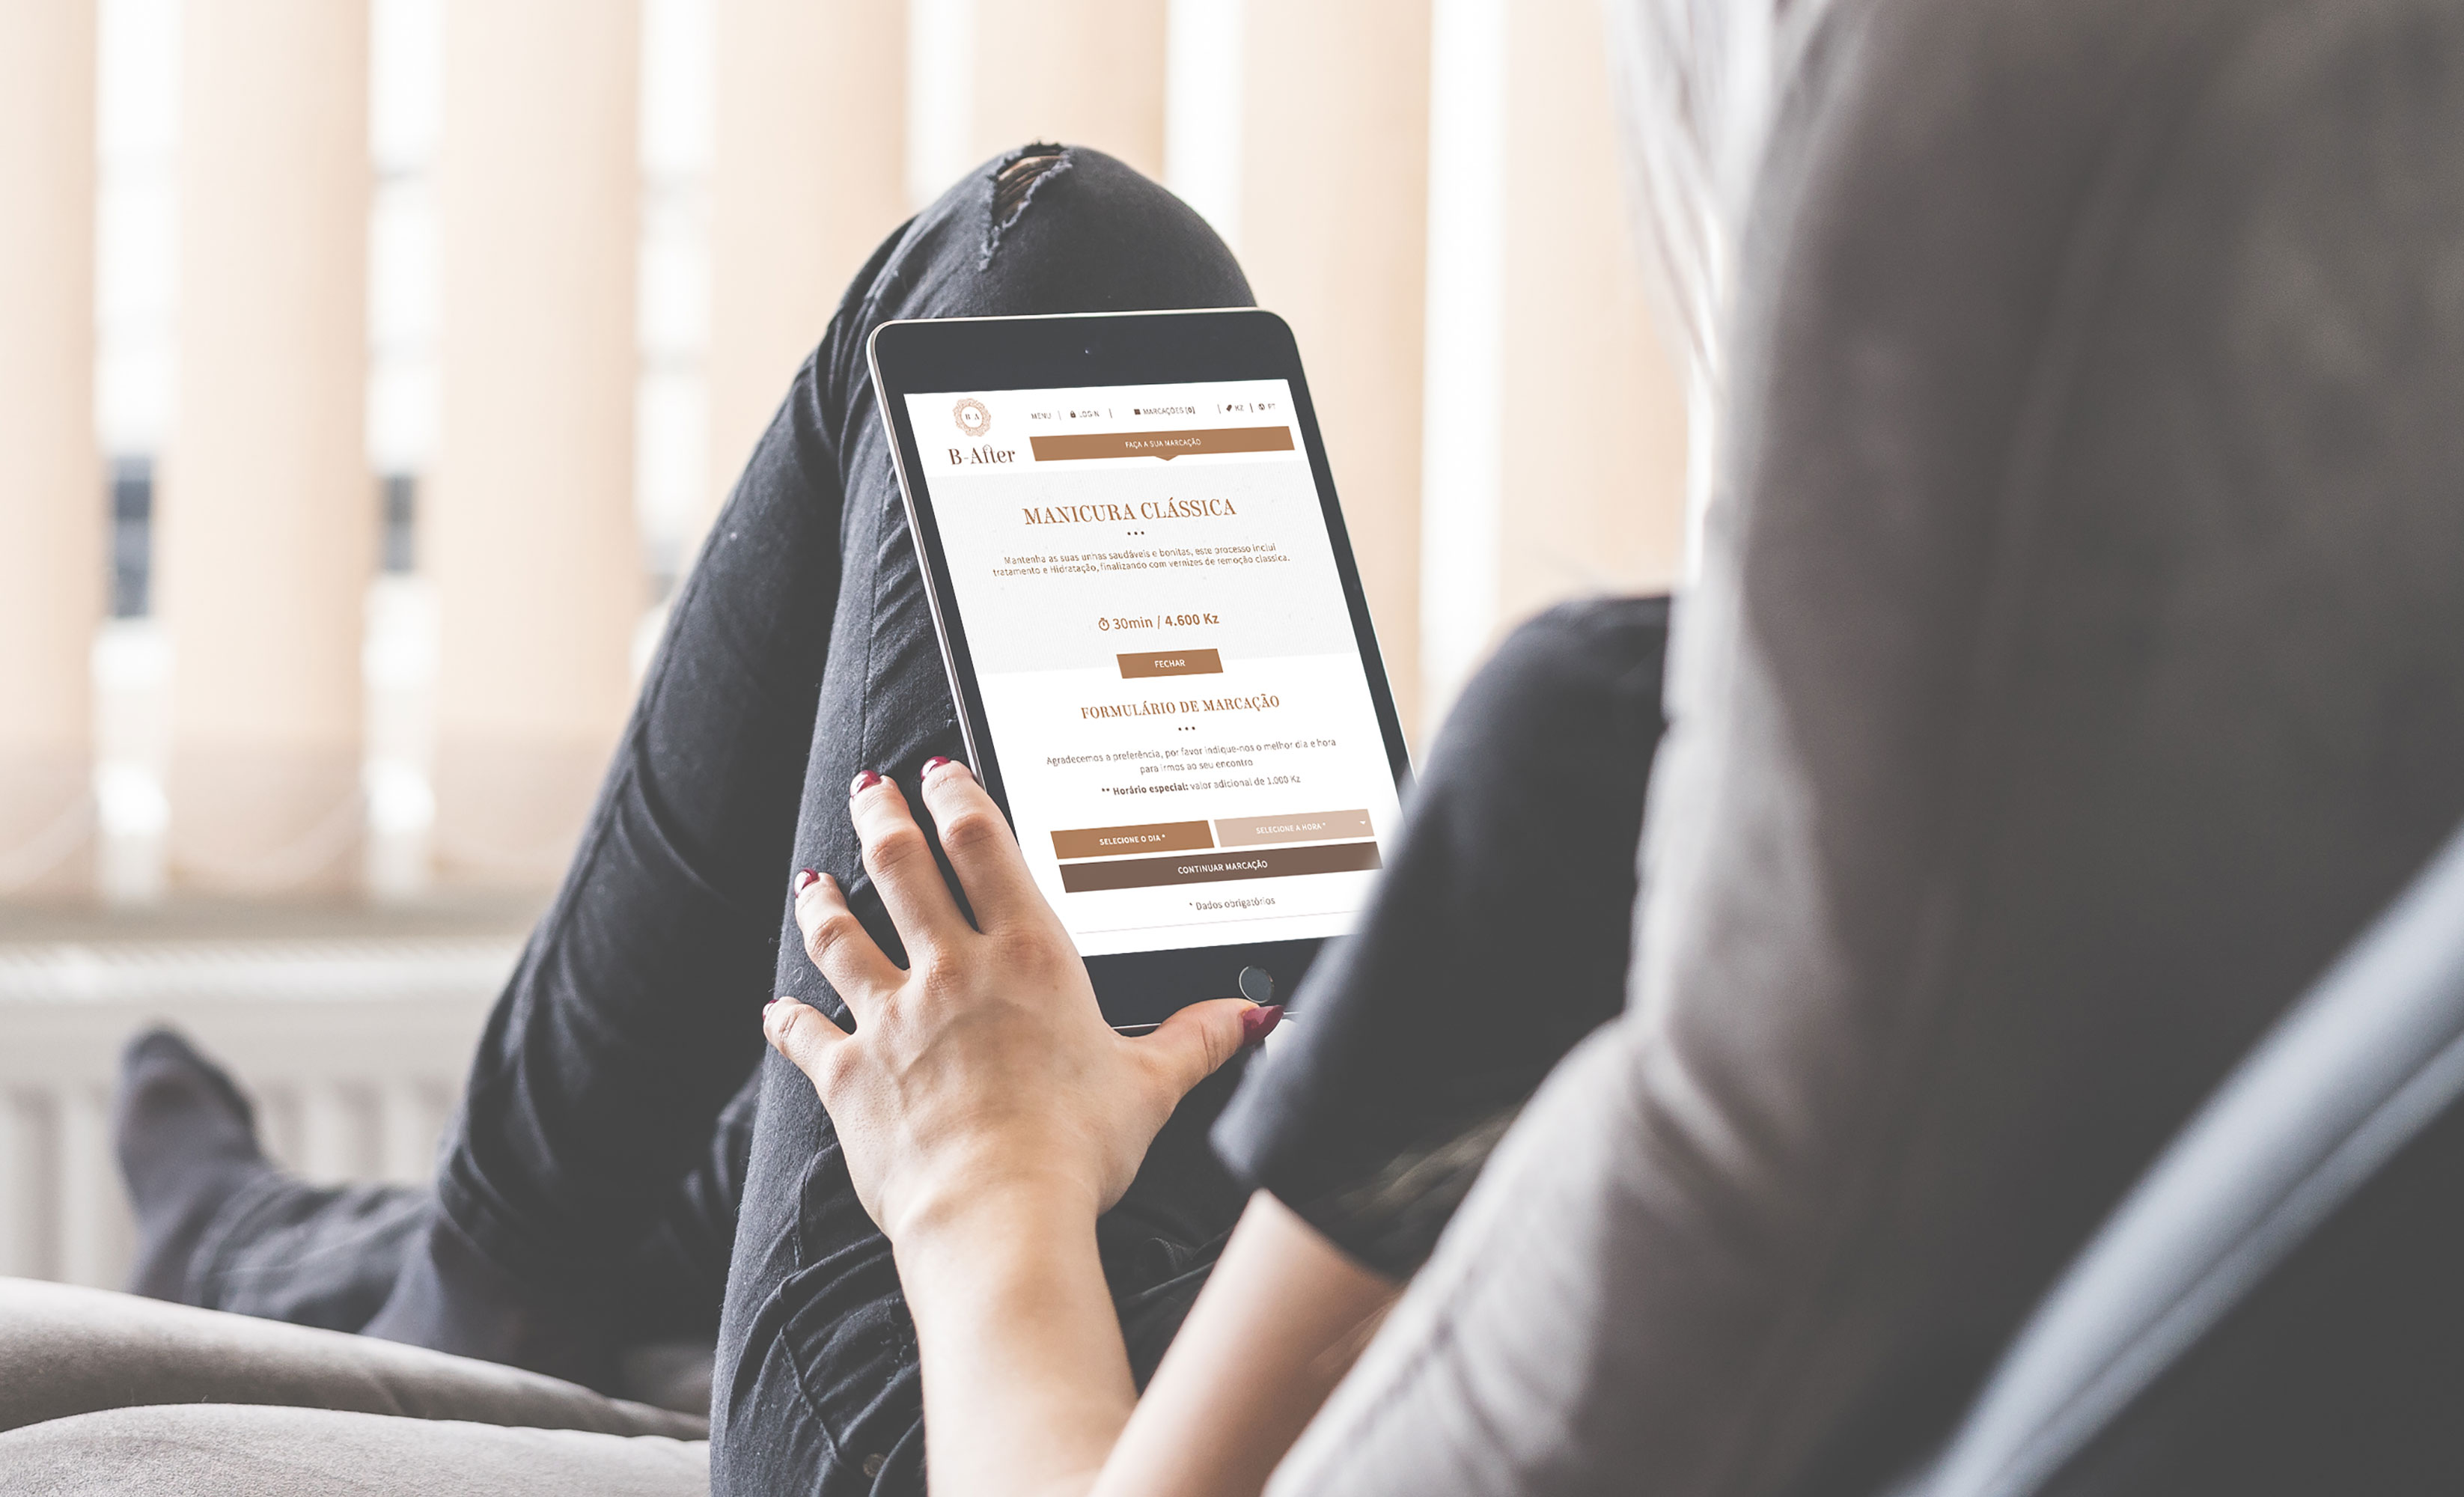 B A
B-After
MENU | LOGIN | MARCAÇÕES [0] | KZ | PT
FAÇA A SUA MARCAÇÃO
MANICURA CLÁSSICA
Mantenha as suas unhas saudáveis e bonitas, este processo inclui
tratamento e Hidratação, finalizando com vernizes de remoção classica.
30min / 4.600 Kz
FECHAR
FORMULÁRIO DE MARCAÇÃO
Agradecemos a preferência, por favor indique-nos o melhor dia e hora
para irmos ao seu encontro
** Horário especial: valor adicional de 1.000 Kz
SELECIONE O DIA *
SELECIONE A HORA *
CONTINUAR MARCAÇÃO
* Dados obrigatórios